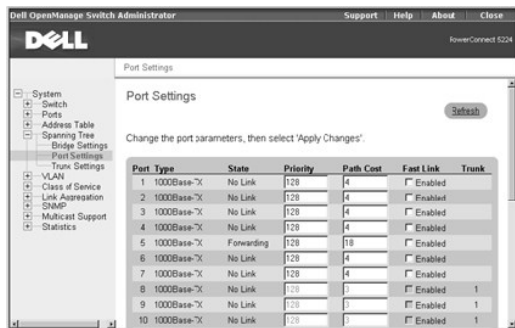 Dell OpenManage Switch Administrator Support Help About Close
DELL
PowerConnect 5224
Port Settings
System
Switch
Ports
Address Table
Spanning Tree
Bridge Settings
Port Settings
Trunk Settings
VLAN
Class of Service
Link Aggregation
SNMP
Multicast Support
Statistics
Port Settings
Refresh
Change the port parameters, then select 'Apply Changes'.
Port Type State Priority Path Cost Fast Link Trunk
1 1000Base-TX No Link 128 4 Enabled
2 1000Base-TX No Link 128 4 Enabled
3 1000Base-TX No Link 128 4 Enabled
4 1000Base-TX No Link 128 4 Enabled
5 1000Base-TX Forwarding 128 18 Enabled
6 1000Base-TX No Link 128 4 Enabled
7 1000Base-TX No Link 128 4 Enabled
8 1000Base-TX No Link 128 3 Enabled 1
9 1000Base-TX No Link 128 3 Enabled 1
10 1000Base-TX No Link 128 3 Enabled 1